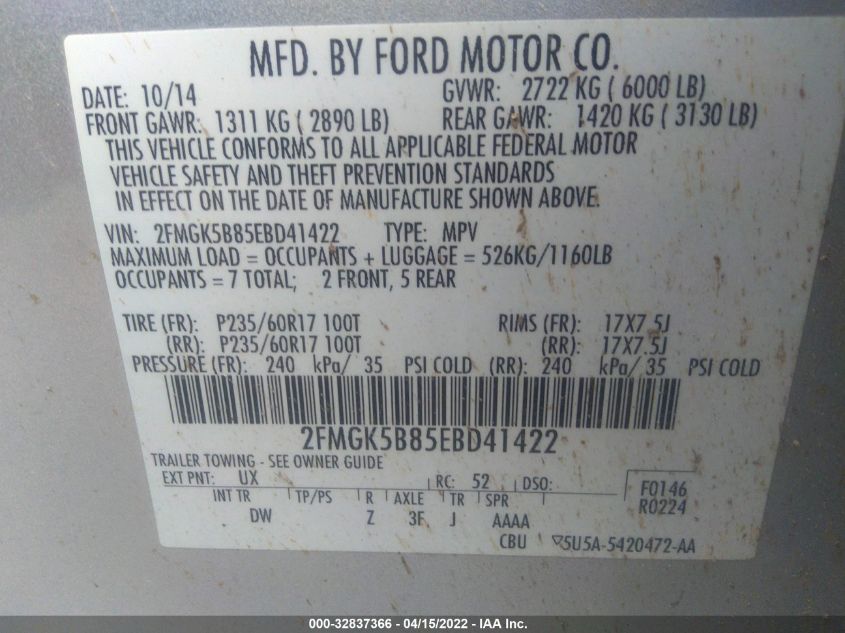 MFD. BY FORD MOTOR CO.
DATE: 10/14 GVWR: 2722 KG ( 6000 LB)
FRONT GAWR: 1311 KG ( 2890 LB) REAR GAWR: 1420 KG ( 3130 LB)
THIS VEHICLE CONFORMS TO ALL APPLICABLE FEDERAL MOTOR
VEHICLE SAFETY AND THEFT PREVENTION STANDARDS
IN EFFECT ON THE DATE OF MANUFACTURE SHOWN ABOVE.
VIN: 2FMGK5B85EBD41422 TYPE: MPV
MAXIMUM LOAD = OCCUPANTS + LUGGAGE = 526KG/1160LB
OCCUPANTS = 7 TOTAL; 2 FRONT, 5 REAR
TIRE (FR): P235/60R17 100T RIMS (FR): 17X7.5J
(RR): P235/60R17 100T (RR): 17X7.5J
PRESSURE (FR): 240 kPa/ 35 PSI COLD (RR): 240 kPa/ 35 PSI COLD
2FMGK5B85EBD41422
TRAILER TOWING - SEE OWNER GUIDE
EXT PNT: UX RC: 52 DSO:
INT TR TP/PS R AXLE TR SPR
DW Z 3F J AAAA
F0146
R0224
CBU ▽5U5A-5420472-AA
000-32837366 - 04/15/2022 - IAA Inc.